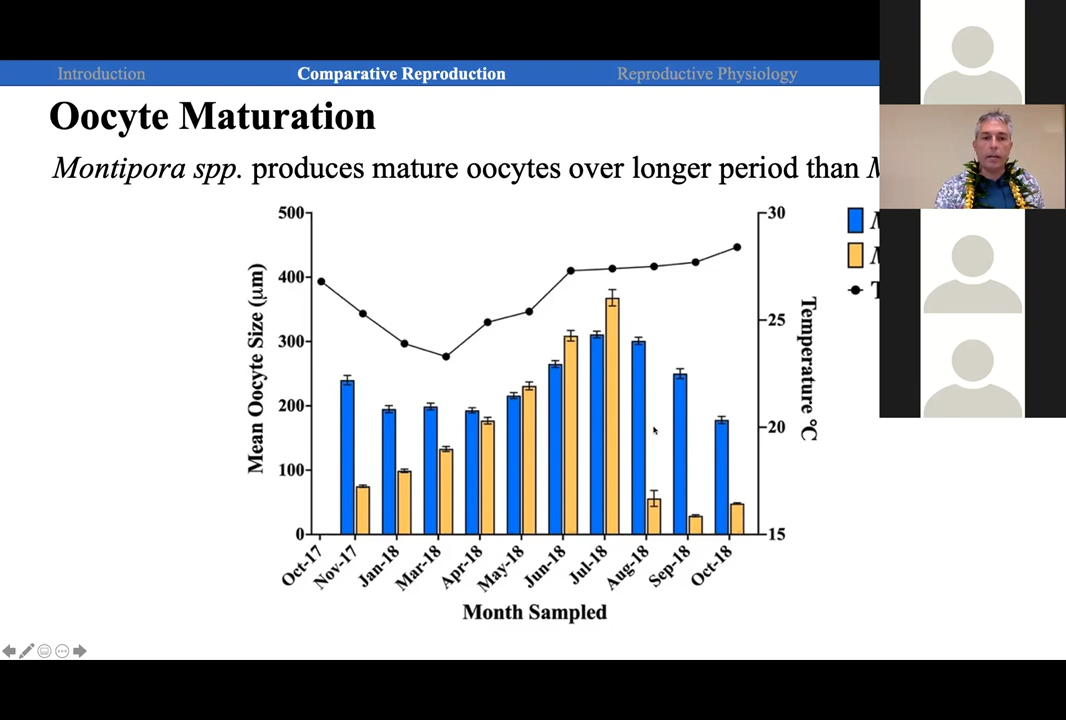 Introduction Comparative Reproduction Reproductive Physiology
Oocyte Maturation
Montipora spp. produces mature oocytes over longer period than M
500
400
300
200
100
0
Mean Oocyte Size (μm)
30
25
20
15
Temperature °C
M
M
T
Oct-17
Nov-17
Jan-18
Mar-18
Apr-18
May-18
Jun-18
Jul-18
Aug-18
Sep-18
Oct-18
Month Sampled